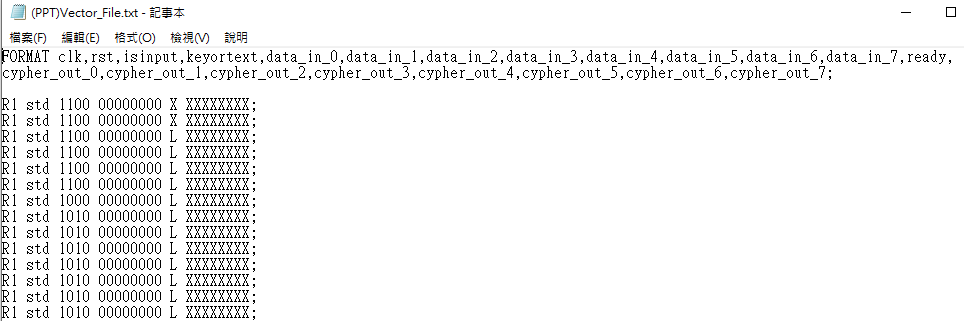 (PPT)Vector_File.txt - 記事本
檔案(F) 編輯(E) 格式(O) 檢視(V) 說明
FORMAT clk,rst,isinput,keyortext,data_in_0,data_in_1,data_in_2,data_in_3,data_in_4,data_in_5,data_in_6,data_in_7,ready,
cypher_out_0,cypher_out_1,cypher_out_2,cypher_out_3,cypher_out_4,cypher_out_5,cypher_out_6,cypher_out_7;
R1 std 1100 00000000 X XXXXXXXX;
R1 std 1100 00000000 X XXXXXXXX;
R1 std 1100 00000000 L XXXXXXXX;
R1 std 1100 00000000 L XXXXXXXX;
R1 std 1100 00000000 L XXXXXXXX;
R1 std 1100 00000000 L XXXXXXXX;
R1 std 1000 00000000 L XXXXXXXX;
R1 std 1010 00000000 L XXXXXXXX;
R1 std 1010 00000000 L XXXXXXXX;
R1 std 1010 00000000 L XXXXXXXX;
R1 std 1010 00000000 L XXXXXXXX;
R1 std 1010 00000000 L XXXXXXXX;
R1 std 1010 00000000 L XXXXXXXX;
R1 std 1010 00000000 L XXXXXXXX;